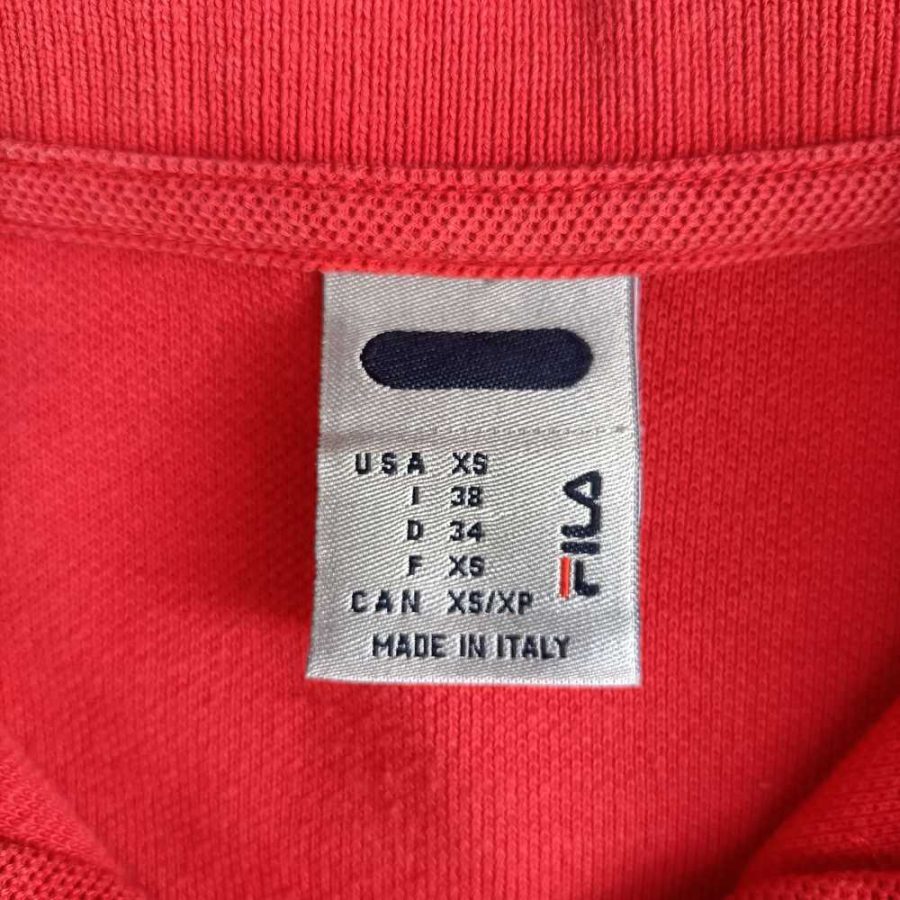 USA XS
I 38
D 34
F XS
CAN XS/XP
MADE IN ITALY
FILA